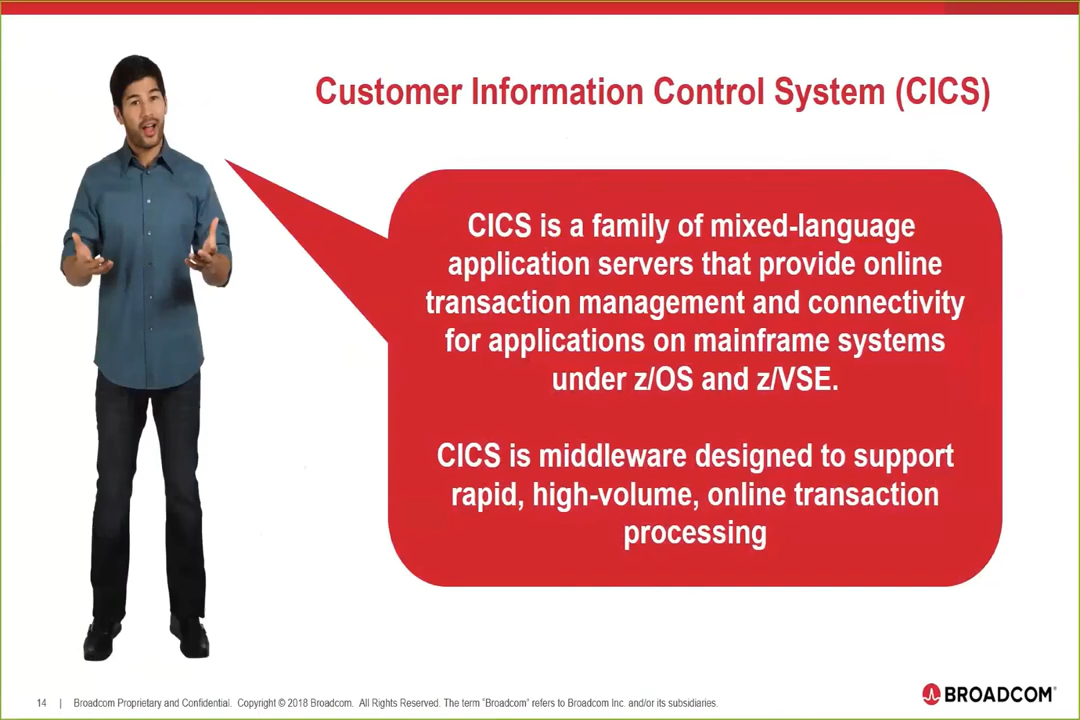 Customer Information Control System (CICS)
CICS is a family of mixed-language
application servers that provide online
transaction management and connectivity
for applications on mainframe systems
under z/OS and z/VSE.
CICS is middleware designed to support
rapid, high-volume, online transaction
processing
14 | Broadcom Proprietary and Confidential. Copyright © 2018 Broadcom. All Rights Reserved. The term "Broadcom" refers to Broadcom Inc. and/or its subsidiaries.
BROADCOM®